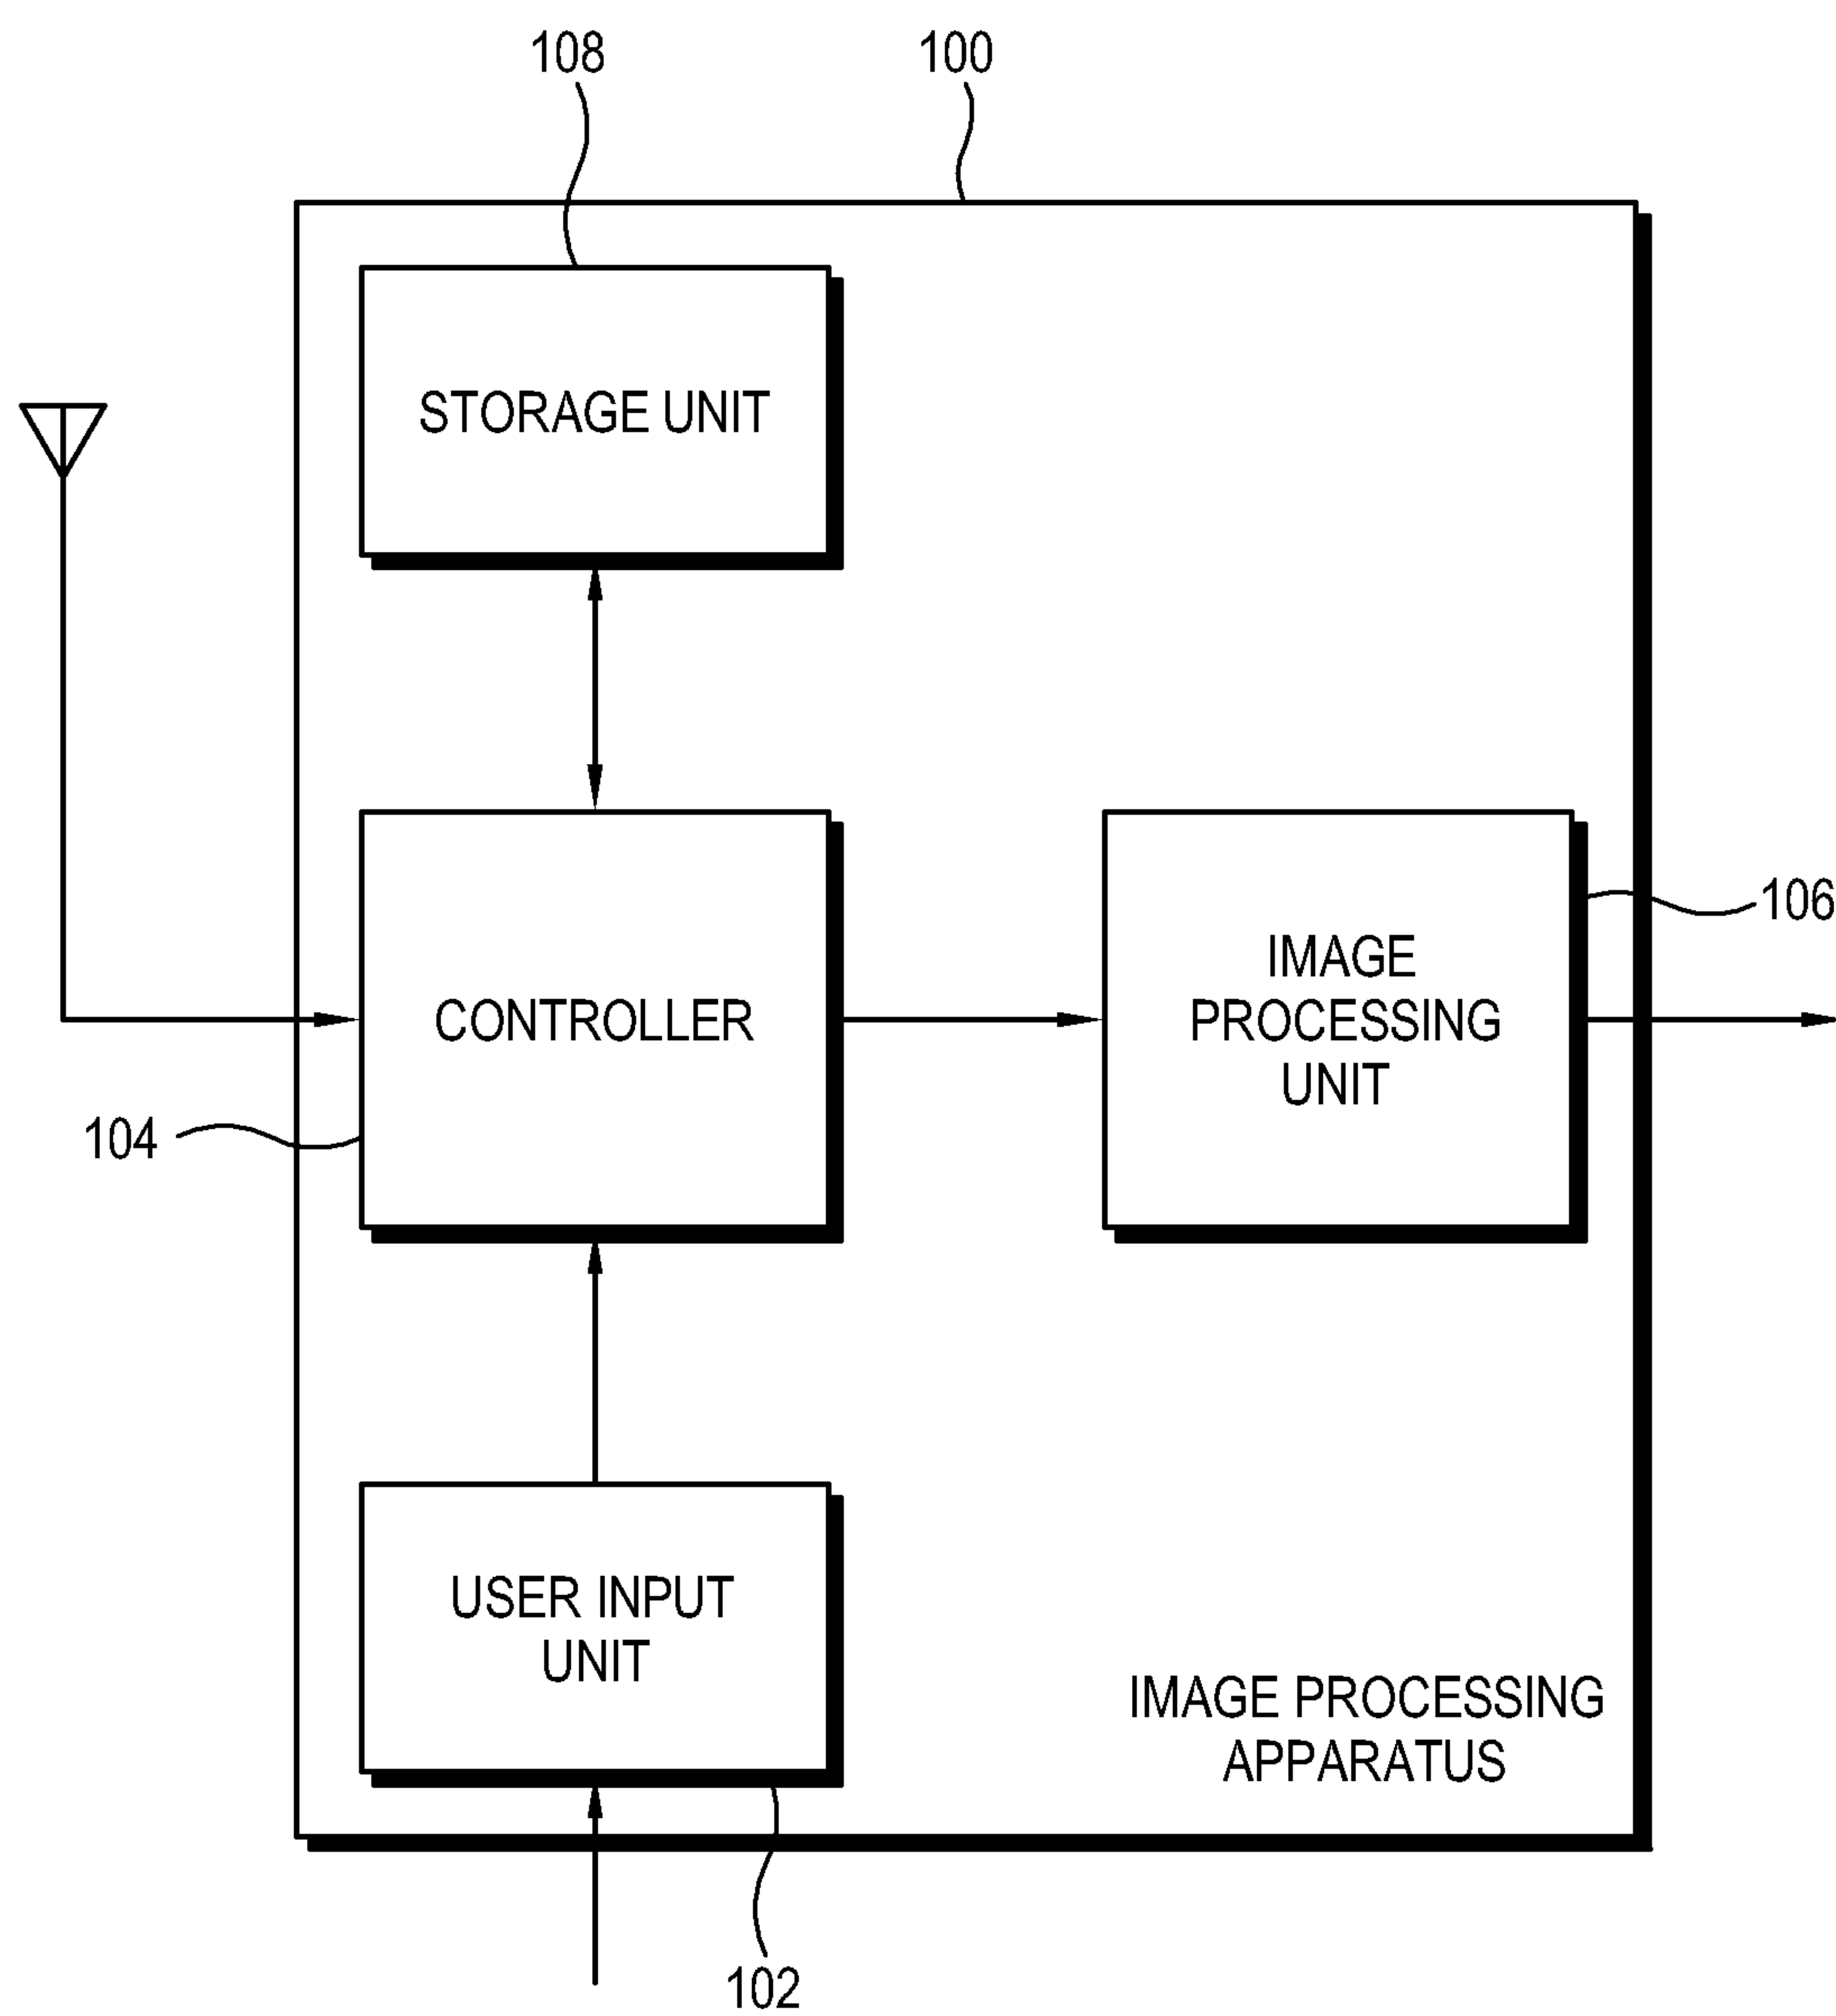 108
100
STORAGE UNIT
CONTROLLER
IMAGE
PROCESSING
UNIT
106
104
USER INPUT
UNIT
IMAGE PROCESSING
APPARATUS
102